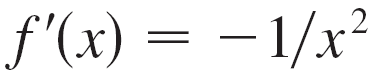 f′(x) = −1/x²